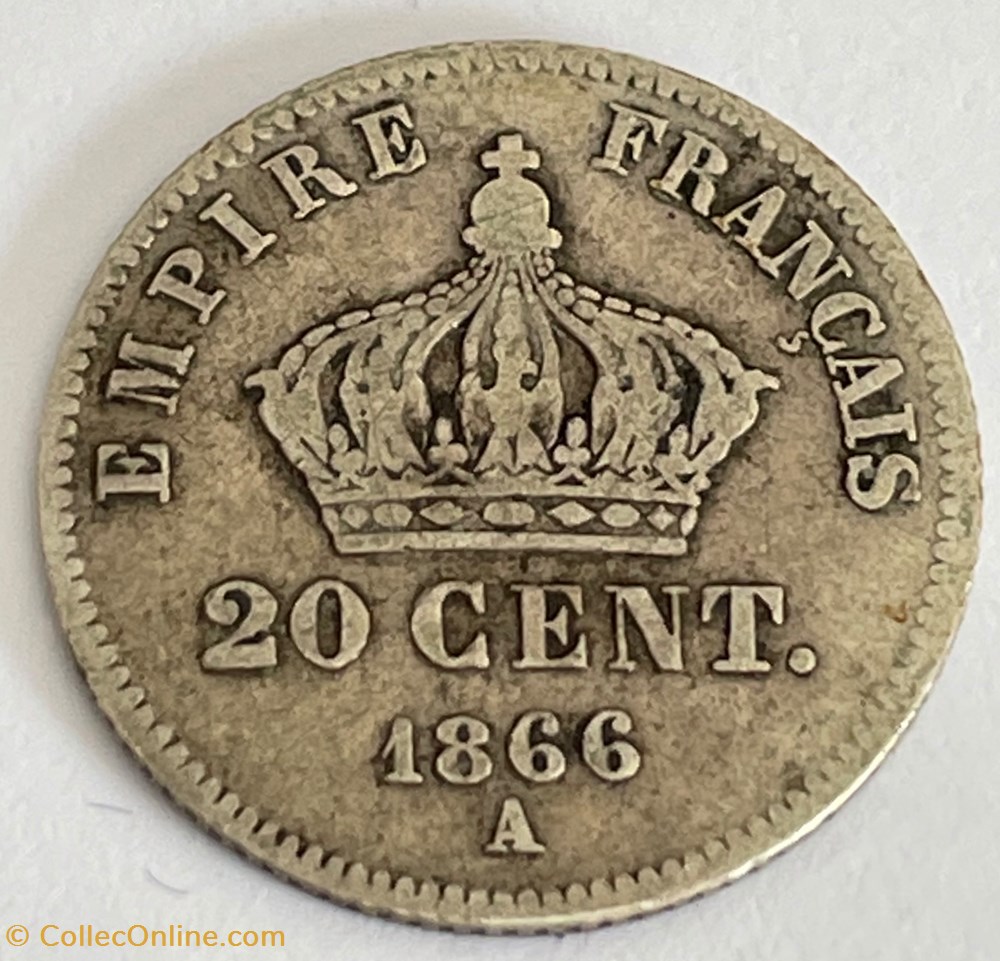 EMPIRE FRANÇAIS
20 CENT.
1866
A
© CollecOnline.com